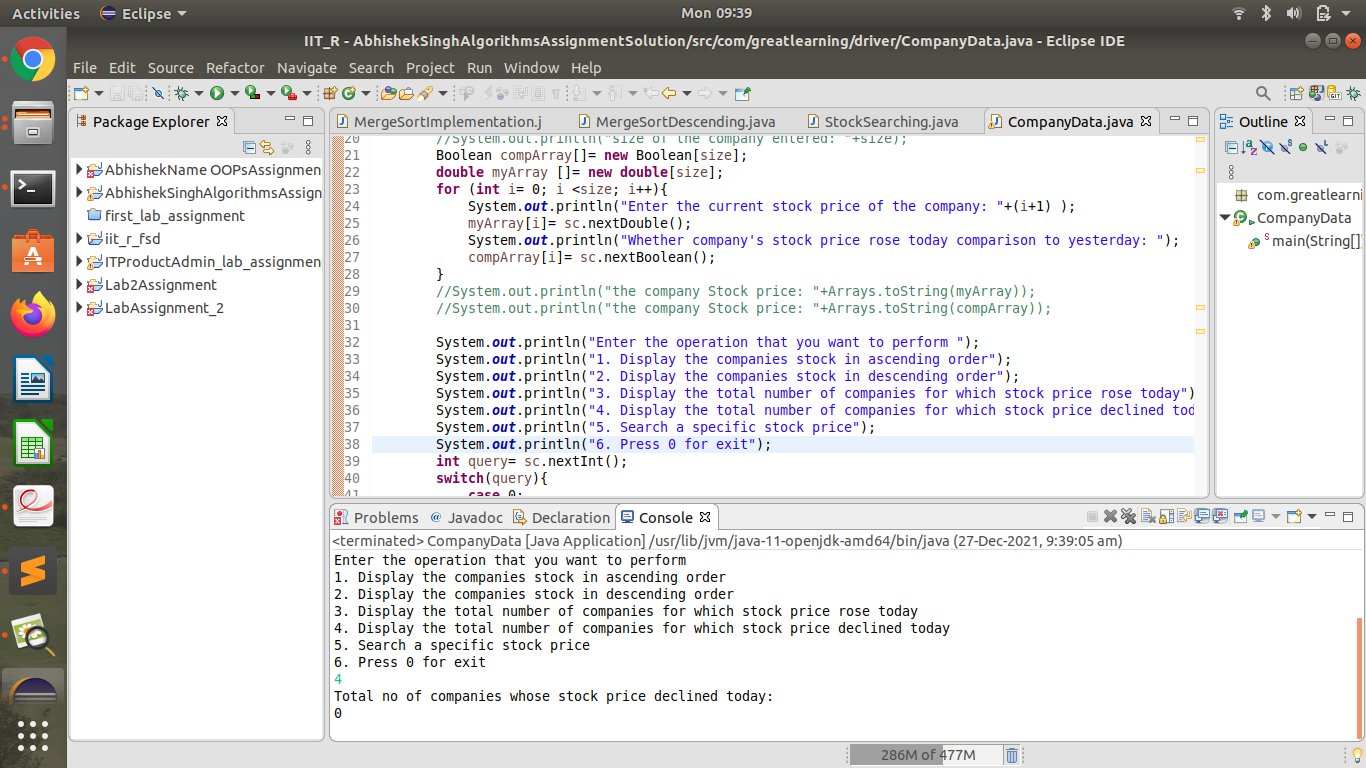 Activities Eclipse Mon 09:39
IIT_R - AbhishekSinghAlgorithmsAssignmentSolution/src/com/greatlearning/driver/CompanyData.java - Eclipse IDE
File Edit Source Refactor Navigate Search Project Run Window Help
Package Explorer
AbhishekName OOPsAssignmen
AbhishekSinghAlgorithmsAssign
first_lab_assignment
iit_r_fsd
ITProductAdmin_lab_assignmen
Lab2Assignment
LabAssignment_2
MergeSortImplementation.j MergeSortDescending.java StockSearching.java CompanyData.java
20 //System.out.println("size of the company entered: "+size);
21 Boolean compArray[]= new Boolean[size];
22 double myArray []= new double[size];
23 for (int i= 0; i <size; i++){
24 System.out.println("Enter the current stock price of the company: "+(i+1) );
25 myArray[i]= sc.nextDouble();
26 System.out.println("Whether company's stock price rose today comparison to yesterday: ");
27 compArray[i]= sc.nextBoolean();
28 }
29 //System.out.println("the company Stock price: "+Arrays.toString(myArray));
30 //System.out.println("the company Stock price: "+Arrays.toString(compArray));
31
32 System.out.println("Enter the operation that you want to perform ");
33 System.out.println("1. Display the companies stock in ascending order");
34 System.out.println("2. Display the companies stock in descending order");
35 System.out.println("3. Display the total number of companies for which stock price rose today")
36 System.out.println("4. Display the total number of companies for which stock price declined tod
37 System.out.println("5. Search a specific stock price");
38 System.out.println("6. Press 0 for exit");
39 int query= sc.nextInt();
40 switch(query){
41 case 0:
Outline
com.greatlearni
CompanyData
main(String[]
Problems @ Javadoc Declaration Console
<terminated> CompanyData [Java Application] /usr/lib/jvm/java-11-openjdk-amd64/bin/java (27-Dec-2021, 9:39:05 am)
Enter the operation that you want to perform
1. Display the companies stock in ascending order
2. Display the companies stock in descending order
3. Display the total number of companies for which stock price rose today
4. Display the total number of companies for which stock price declined today
5. Search a specific stock price
6. Press 0 for exit
4
Total no of companies whose stock price declined today:
0
286M of 477M